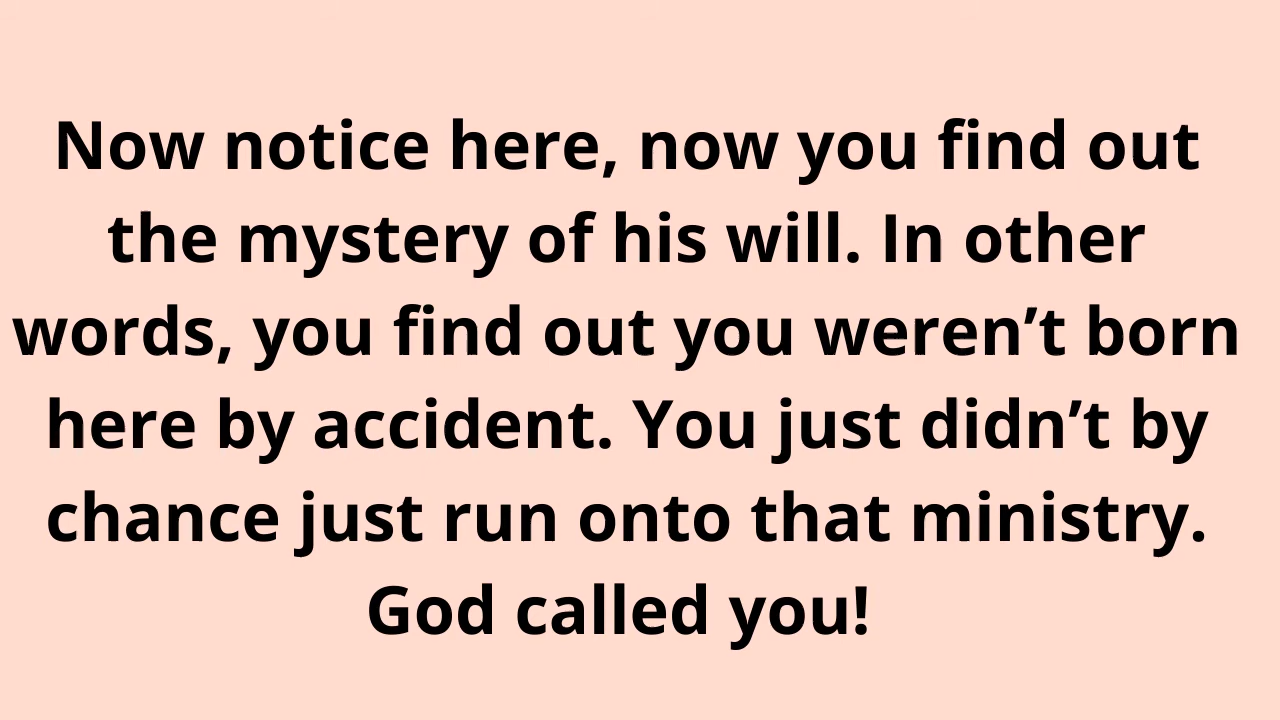 Now notice here, now you find out
the mystery of his will. In other
words, you find out you weren’t born
here by accident. You just didn’t by
chance just run onto that ministry.
God called you!